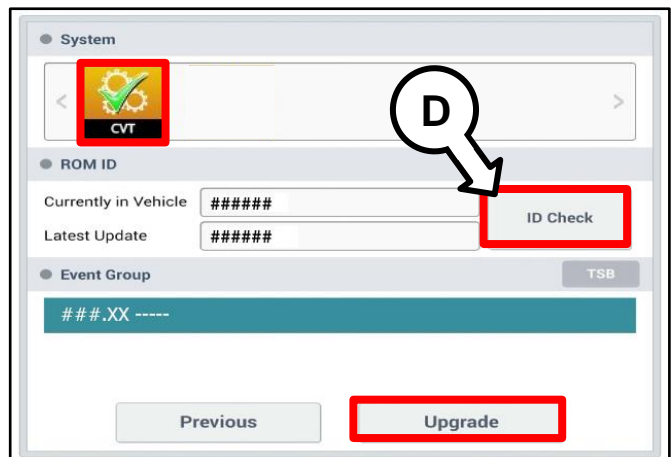 System
<
CVT
>
D
ROM ID
Currently in Vehicle ######
ID Check
Latest Update ######
Event Group
TSB
###.XX -----
Previous
Upgrade